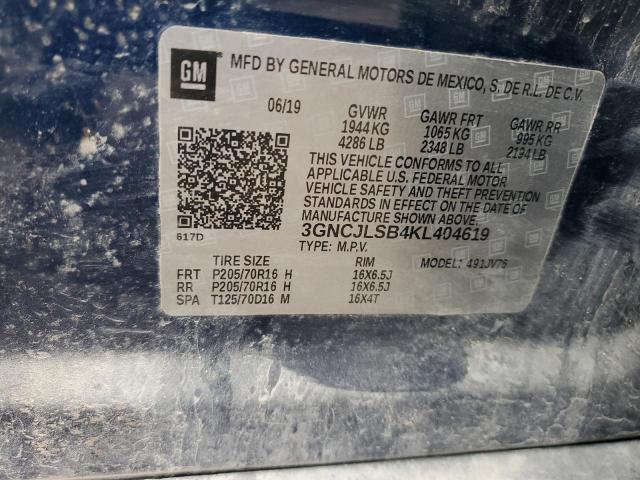 GM
MFD BY GENERAL MOTORS DE MEXICO, S. DE R.L. DE C.V.
06/19 GVWR GAWR FRT GAWR RR
1944 KG 1065 KG 995 KG
4286 LB 2348 LB 2194 LB
THIS VEHICLE CONFORMS TO ALL
APPLICABLE U.S. FEDERAL MOTOR
VEHICLE SAFETY AND THEFT PREVENTION
STANDARDS IN EFFECT ON THE DATE OF
MANUFACTURE SHOWN ABOVE.
3GNCJLSB4KL404619
617D TYPE: M.P.V.
TIRE SIZE RIM MODEL: 491JV76
FRT P205/70R16 H 16X6.5J
RR P205/70R16 H 16X6.5J
SPA T125/70D16 M 16X4T